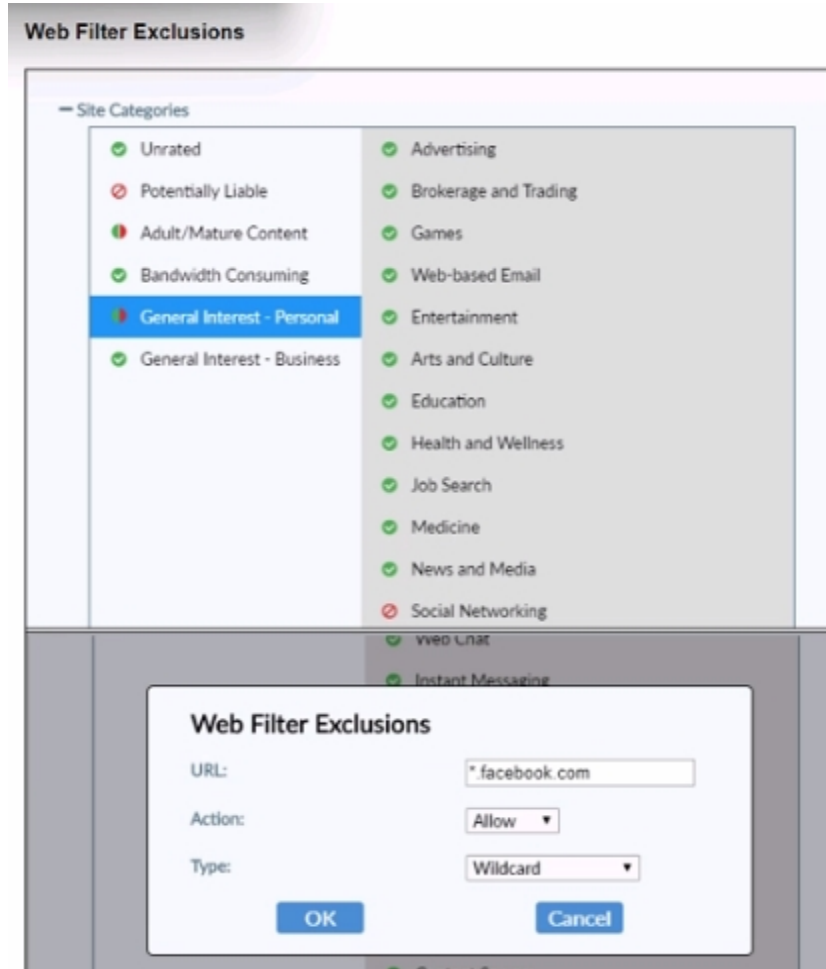 Web Filter Exclusions
Site Categories
Unrated
Potentially Liable
Adult/Mature Content
Bandwidth Consuming
General Interest - Personal
General Interest - Business
Advertising
Brokerage and Trading
Games
Web-based Email
Entertainment
Arts and Culture
Education
Health and Wellness
Job Search
Medicine
News and Media
Social Networking
Web Chat
Instant Messaging
Web Filter Exclusions
URL: *.facebook.com
Action: Allow
Type: Wildcard
OK Cancel